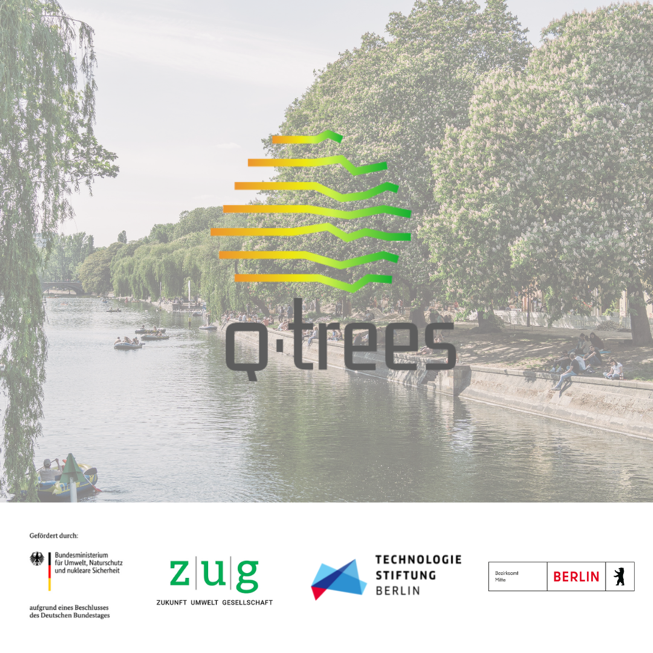 Q·trees
Gefördert durch:
Bundesministerium
für Umwelt, Naturschutz
und nukleare Sicherheit
aufgrund eines Beschlusses
des Deutschen Bundestages
z|u|g
ZUKUNFT UMWELT GESELLSCHAFT
TECHNOLOGIE
STIFTUNG
BERLIN
Bezirksamt
Mitte
BERLIN